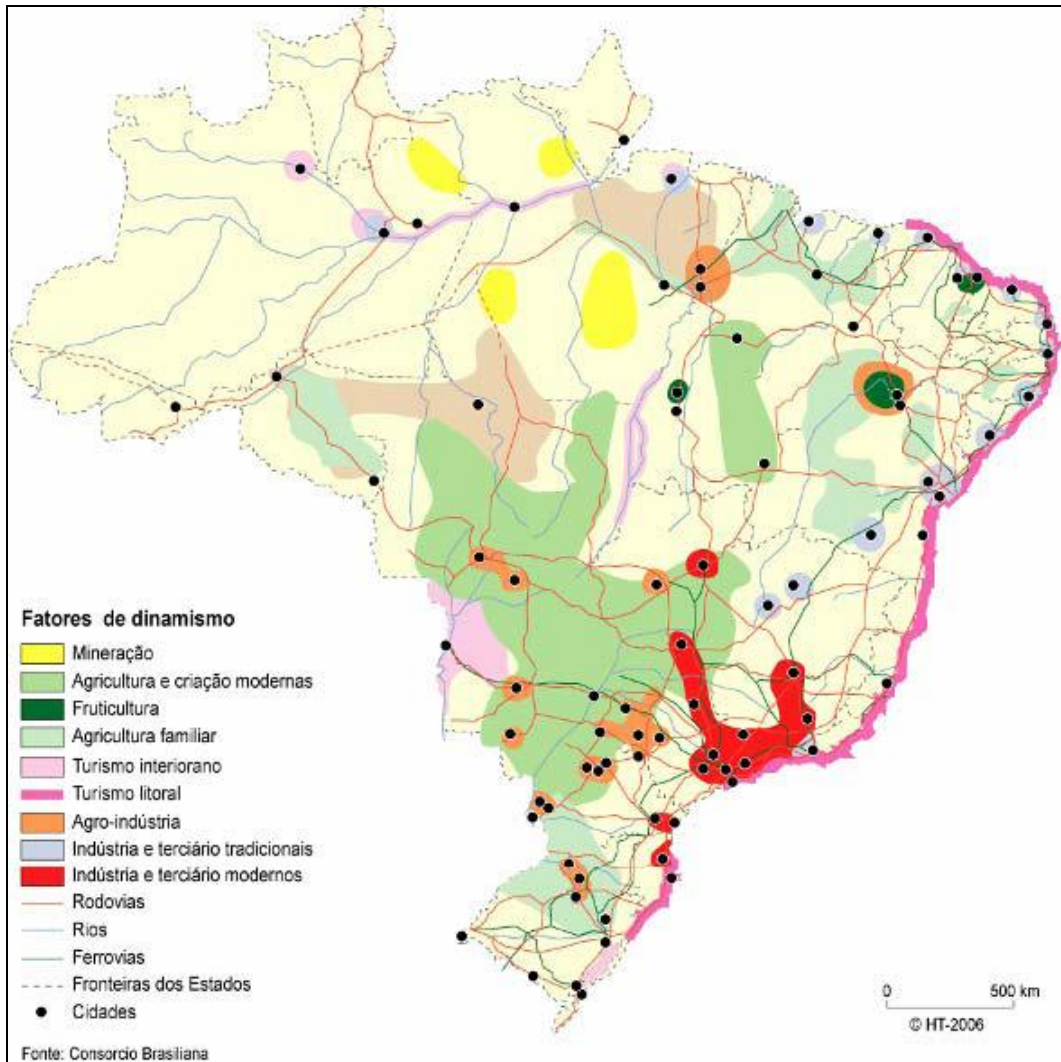 Fatores de dinamismo
Mineração
Agricultura e criação modernas
Fruticultura
Agricultura familiar
Turismo interiorano
Turismo litoral
Agro-indústria
Indústria e terciário tradicionais
Indústria e terciário modernos
Rodovias
Rios
Ferrovias
Fronteiras dos Estados
Cidades
Fonte: Consorcio Brasiliana
0 500 km
© HT-2006